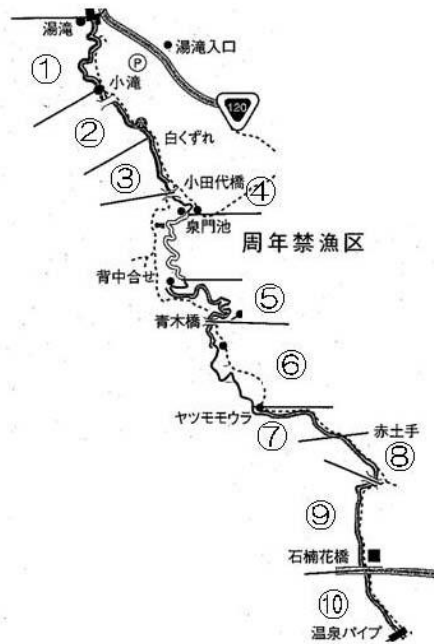 湯滝
湯滝入口
①
P
小滝
120
②
白くずれ
③
小田代橋
④
泉門池
周年禁漁区
背中合せ
⑤
青木橋
⑥
ヤツモモウラ
⑦
赤土手
⑧
⑨
石楠花橋
⑩
温泉パイプ